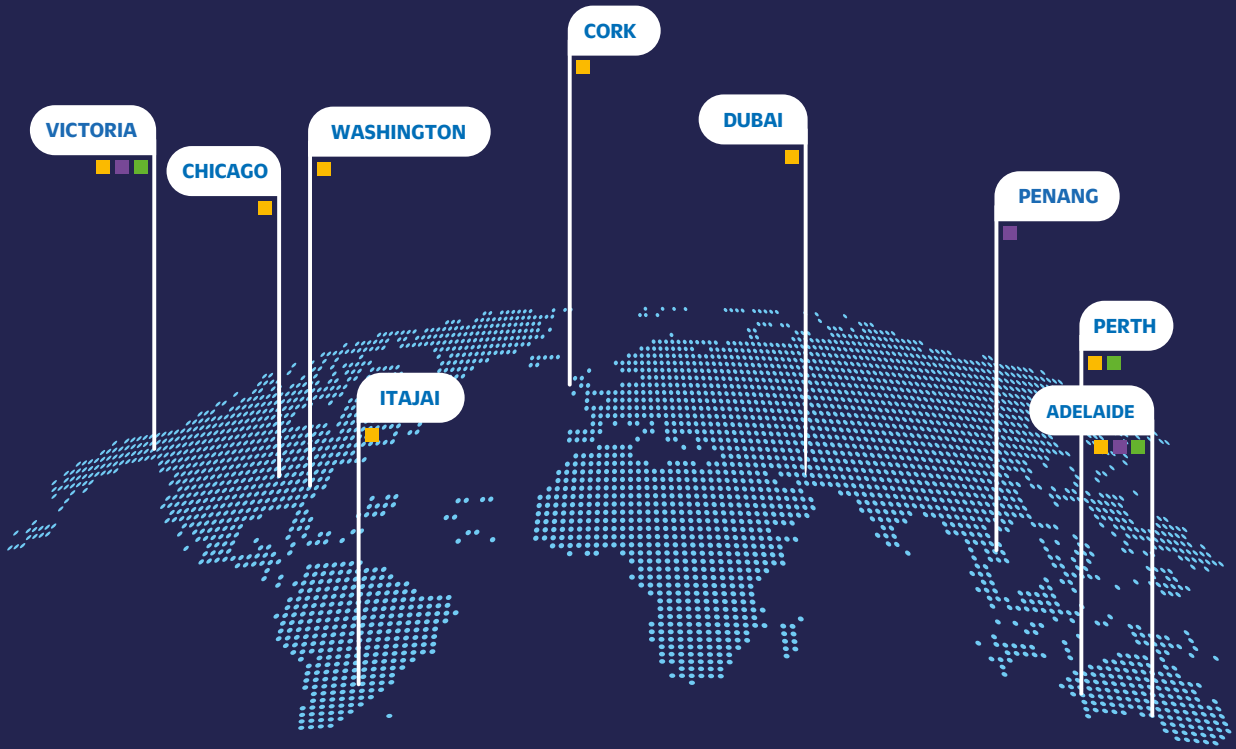 CORK
VICTORIA
WASHINGTON
DUBAI
CHICAGO
PENANG
PERTH
ITAJAI
ADELAIDE